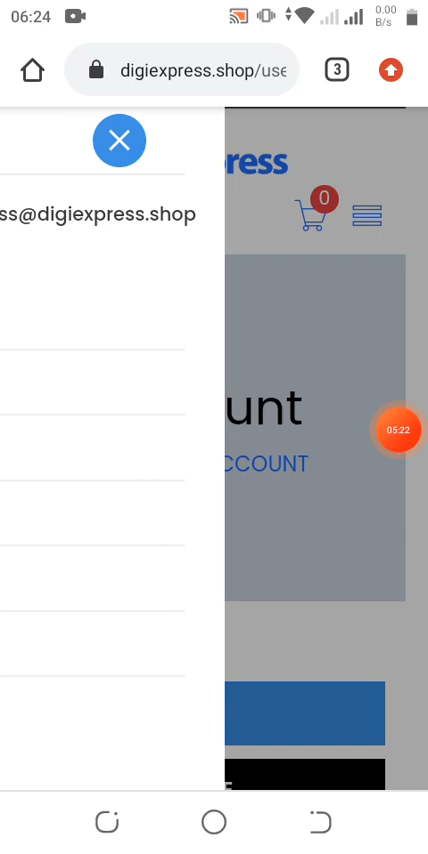 06:24
0.00
B/s
digiexpress.shop/use
3
ress
ss@digiexpress.shop
0
unt
CCOUNT
05:22